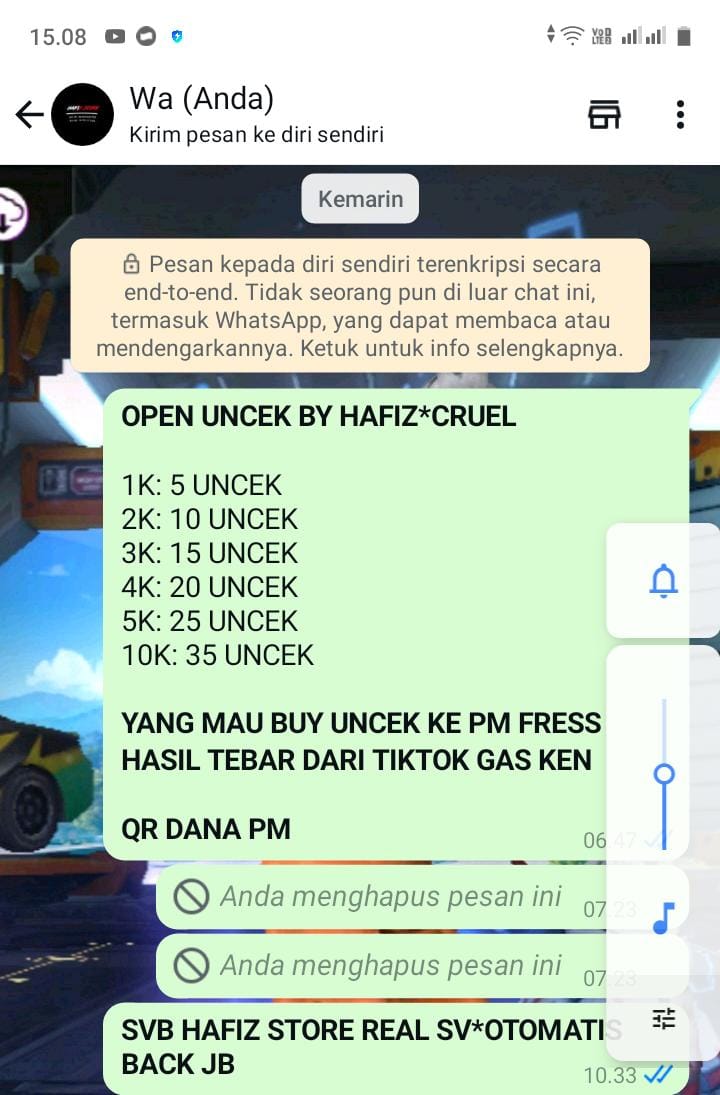 15.08
VoD
LTE2
Wa (Anda)
Kirim pesan ke diri sendiri
Kemarin
Pesan kepada diri sendiri terenkripsi secara
end-to-end. Tidak seorang pun di luar chat ini,
termasuk WhatsApp, yang dapat membaca atau
mendengarkannya. Ketuk untuk info selengkapnya.
OPEN UNCEK BY HAFIZ*CRUEL
1K: 5 UNCEK
2K: 10 UNCEK
3K: 15 UNCEK
4K: 20 UNCEK
5K: 25 UNCEK
10K: 35 UNCEK
YANG MAU BUY UNCEK KE PM FRESS
HASIL TEBAR DARI TIKTOK GAS KEN
QR DANA PM
06.47
Anda menghapus pesan ini
07.23
Anda menghapus pesan ini
07.23
SVB HAFIZ STORE REAL SV*OTOMATIS
BACK JB
10.33